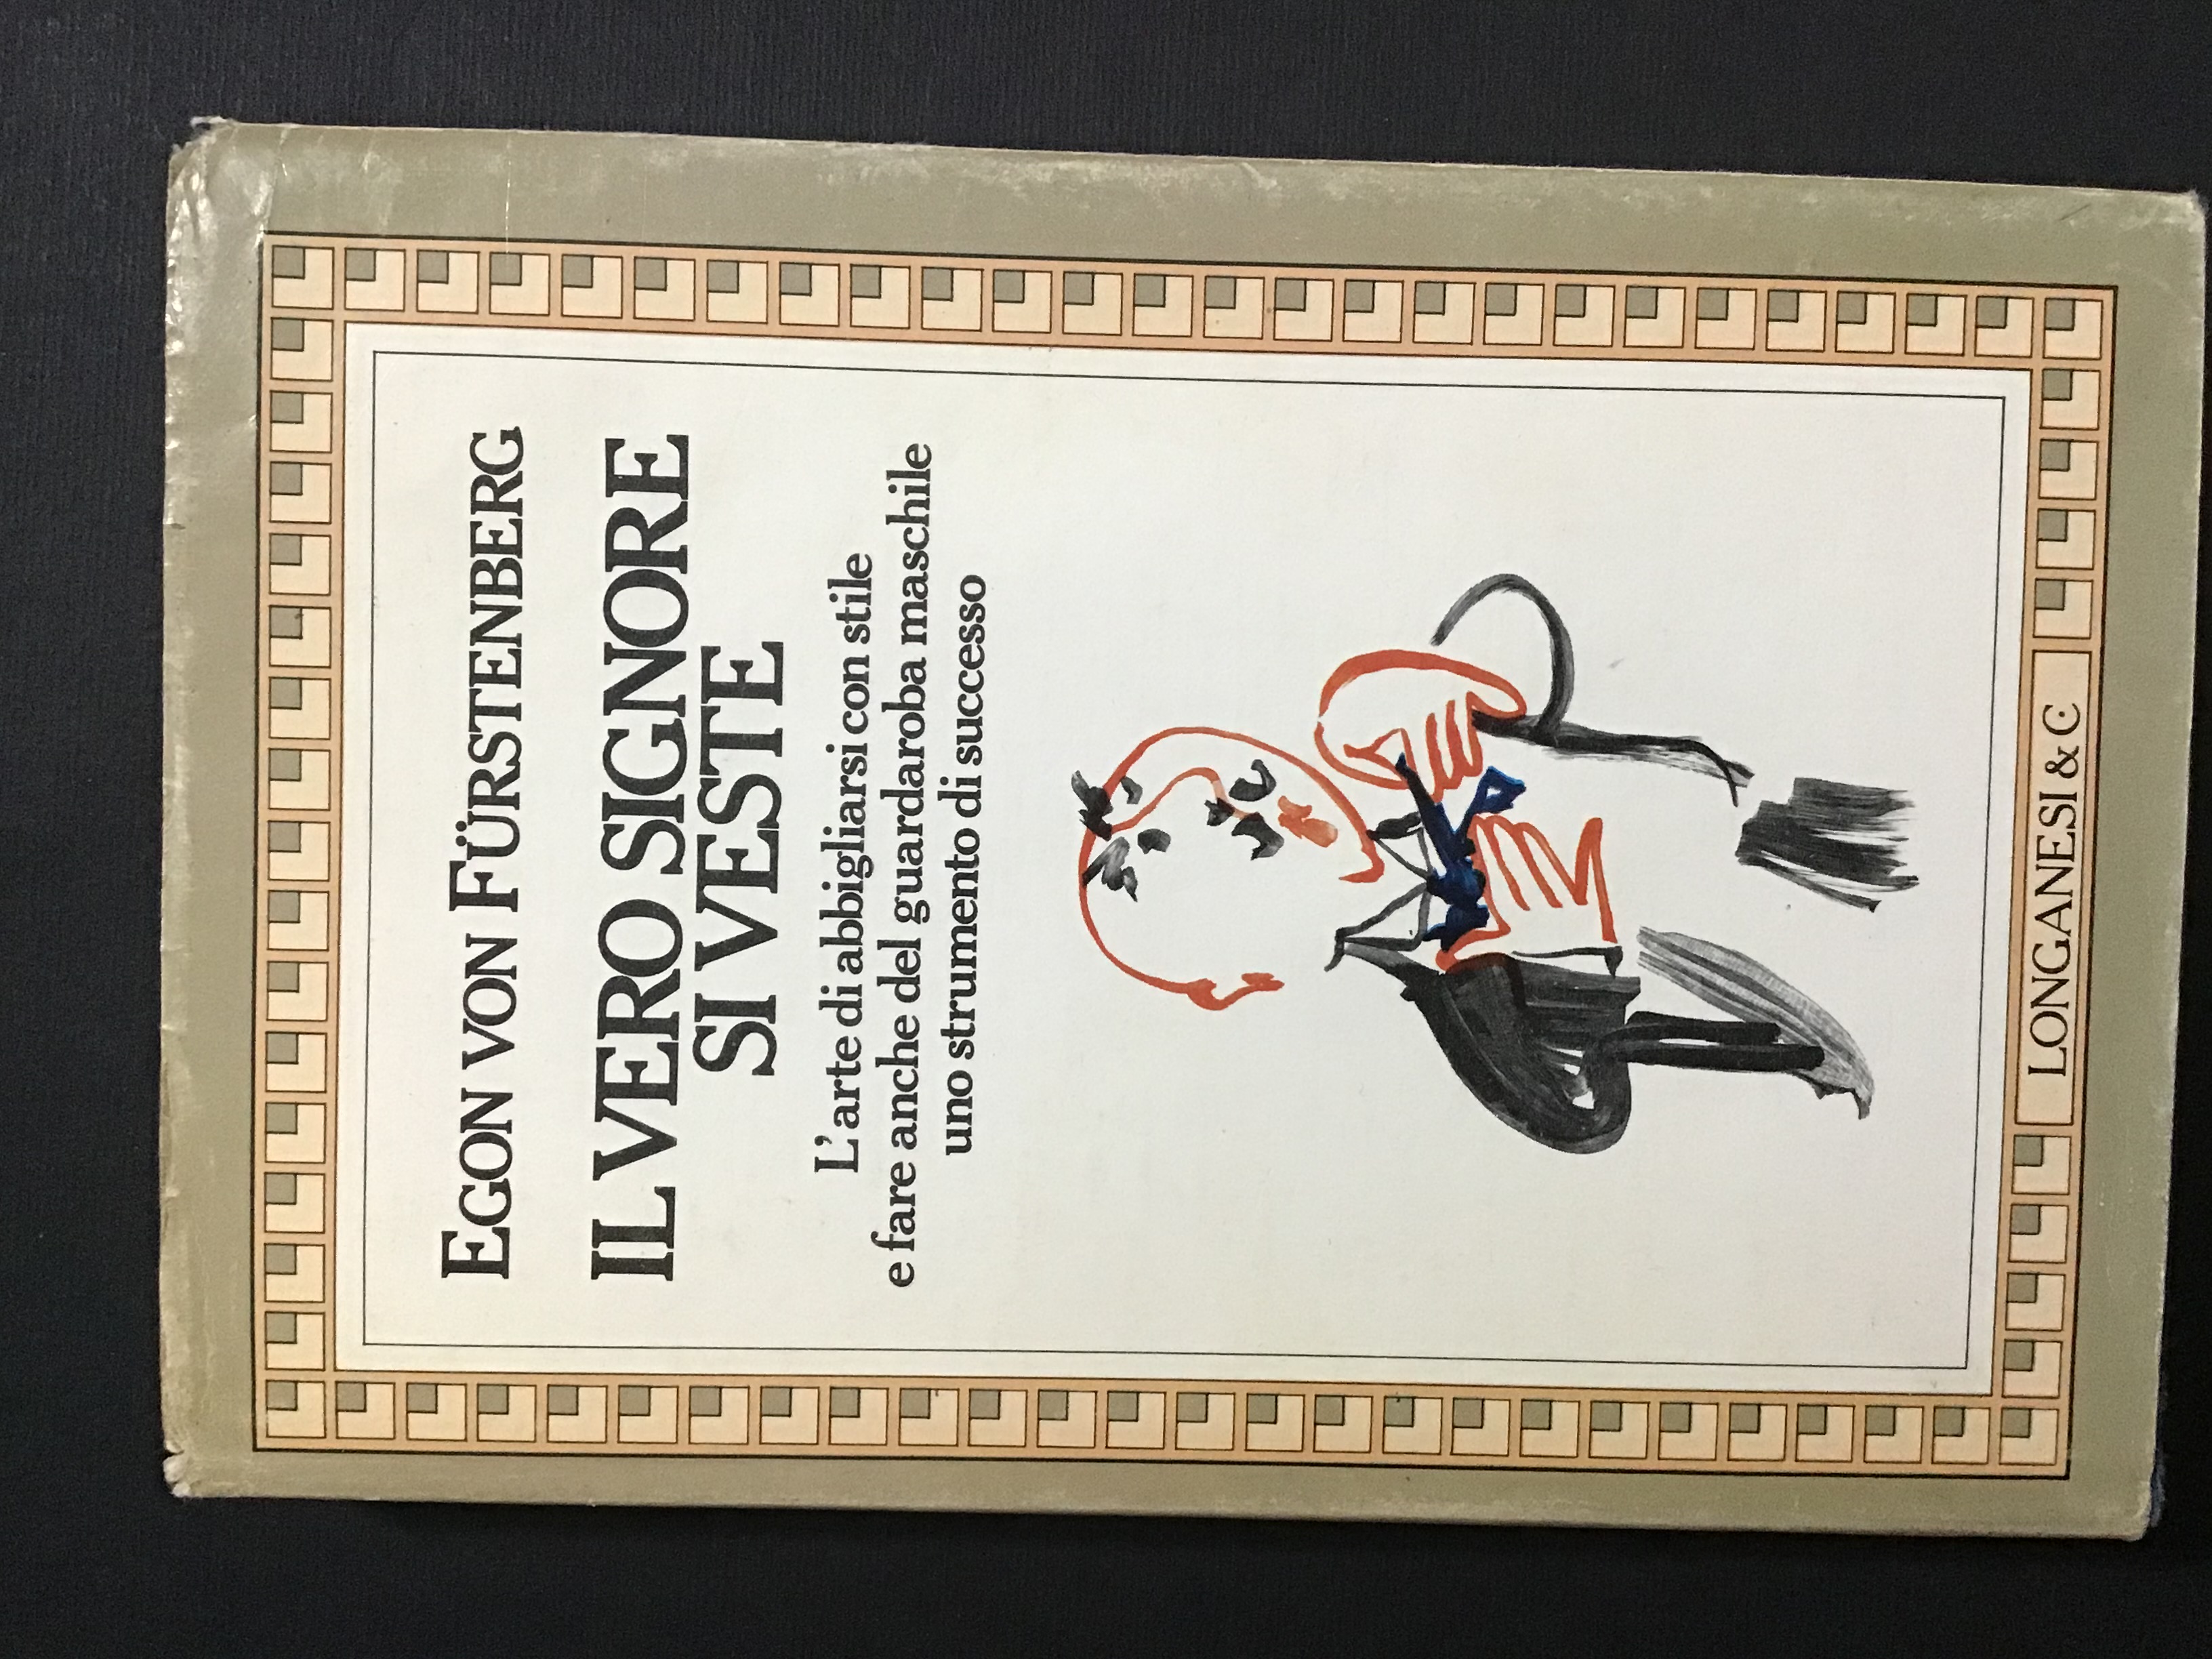 EGON VON FÜRSTENBERG
IL VERO SIGNORE
SI VESTE
L'arte di abbigliarsi con stile
e fare anche del guardaroba maschile
uno strumento di successo
LONGANESI & C.